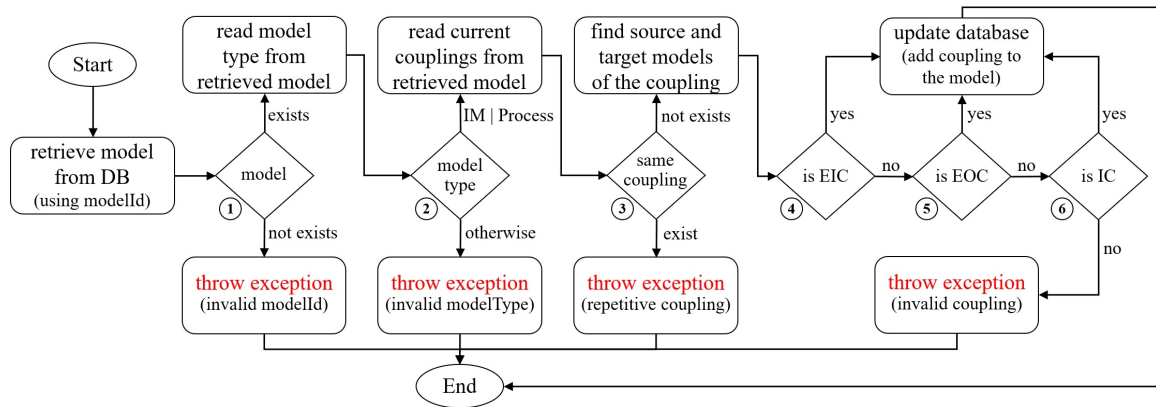 Start
retrieve model
from DB
(using modelId)
read model
type from
retrieved model
exists
model
1
not exists
throw exception
(invalid modelId)
read current
couplings from
retrieved model
IM | Process
model
type
2
otherwise
throw exception
(invalid modelType)
find source and
target models
of the coupling
not exists
same
coupling
3
exist
throw exception
(repetitive coupling)
update database
(add coupling to
the model)
yes
yes
yes
is EIC
no
is EOC
no
is IC
4
5
6
no
throw exception
(invalid coupling)
End